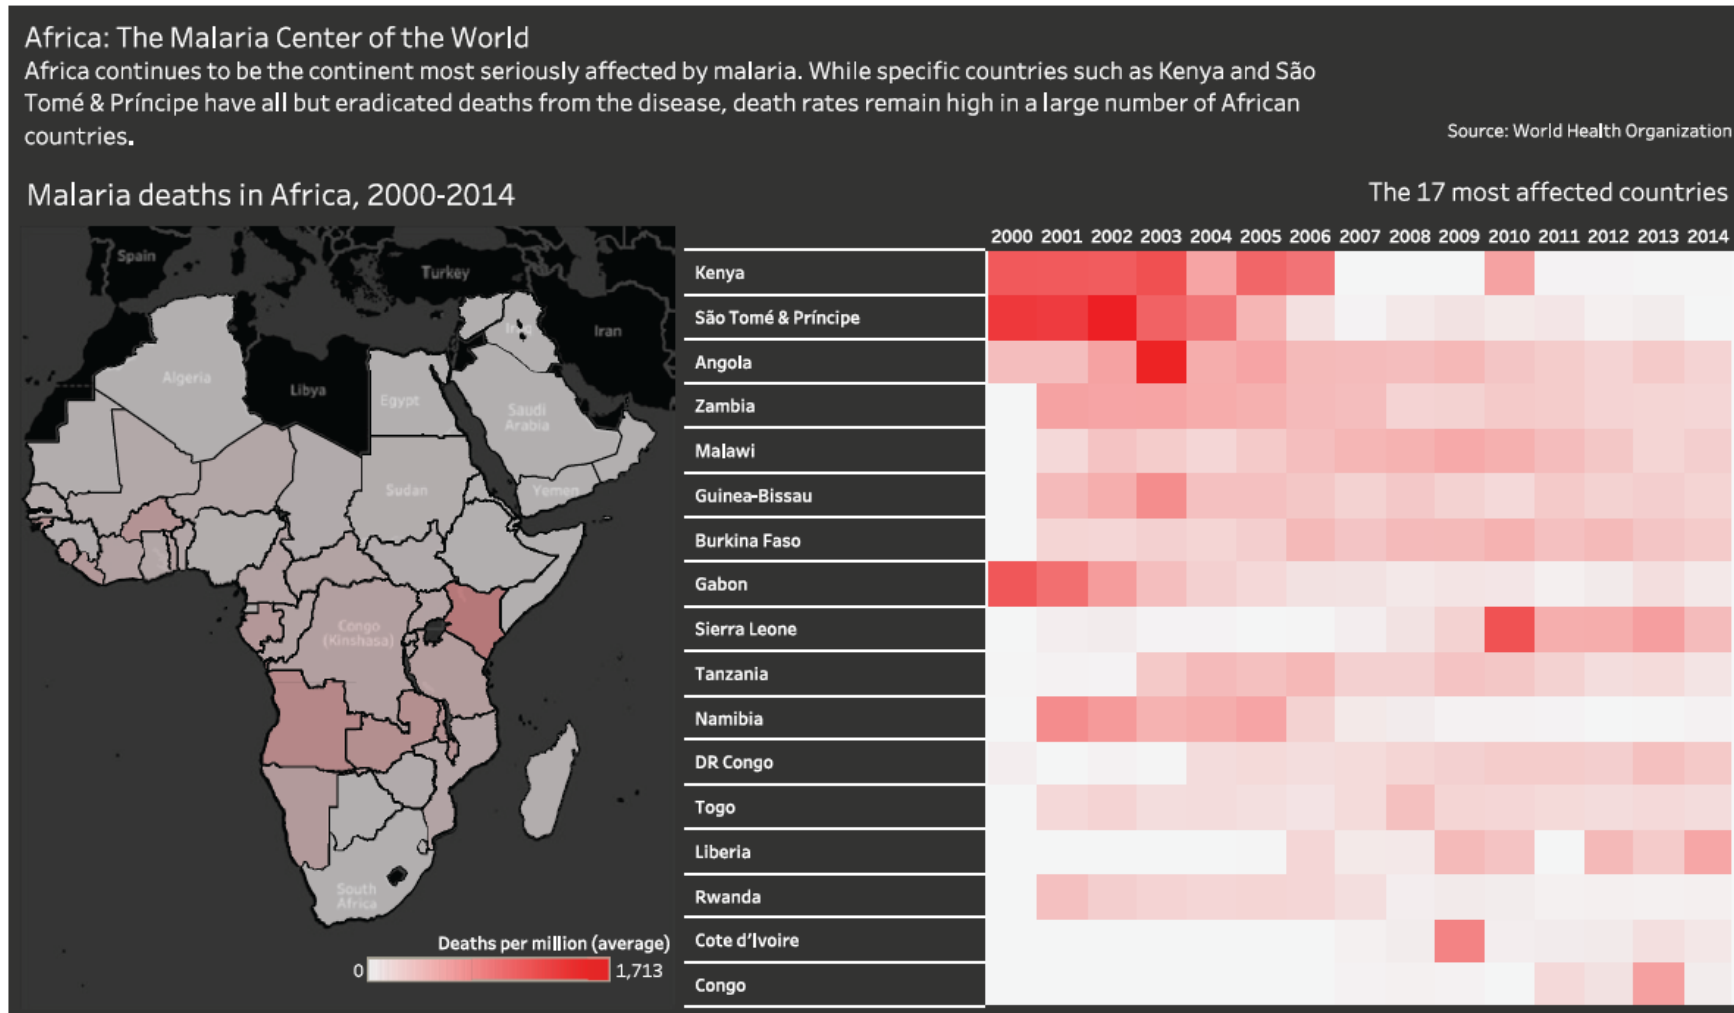 Africa: The Malaria Center of the World
Africa continues to be the continent most seriously affected by malaria. While specific countries such as Kenya and São
Tomé & Príncipe have all but eradicated deaths from the disease, death rates remain high in a large number of African
countries.
Source: World Health Organization
Malaria deaths in Africa, 2000-2014
The 17 most affected countries
Spain
Turkey
Iraq
Iran
Algeria
Libya
Egypt
Saudi
Arabia
Sudan
Yemen
Congo
(Kinshasa)
South
Africa
Deaths per million (average)
0 1,713
2000 2001 2002 2003 2004 2005 2006 2007 2008 2009 2010 2011 2012 2013 2014
Kenya
São Tomé & Príncipe
Angola
Zambia
Malawi
Guinea-Bissau
Burkina Faso
Gabon
Sierra Leone
Tanzania
Namibia
DR Congo
Togo
Liberia
Rwanda
Cote d'Ivoire
Congo